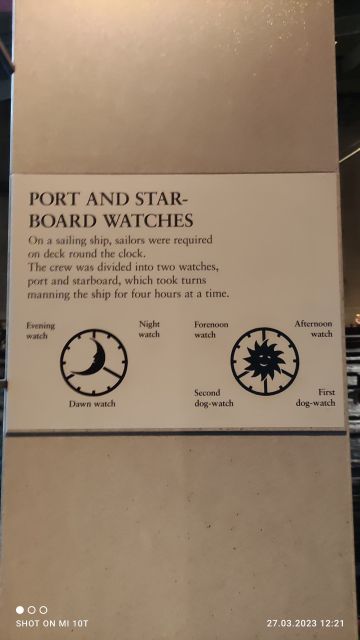 PORT AND STAR-
BOARD WATCHES
On a sailing ship, sailors were required
on deck round the clock.
The crew was divided into two watches,
port and starboard, which took turns
manning the ship for four hours at a time.
Evening
watch
Night
watch
Dawn watch
Forenoon
watch
Afternoon
watch
Second
dog-watch
First
dog-watch
SHOT ON MI 10T
27.03.2023 12:21